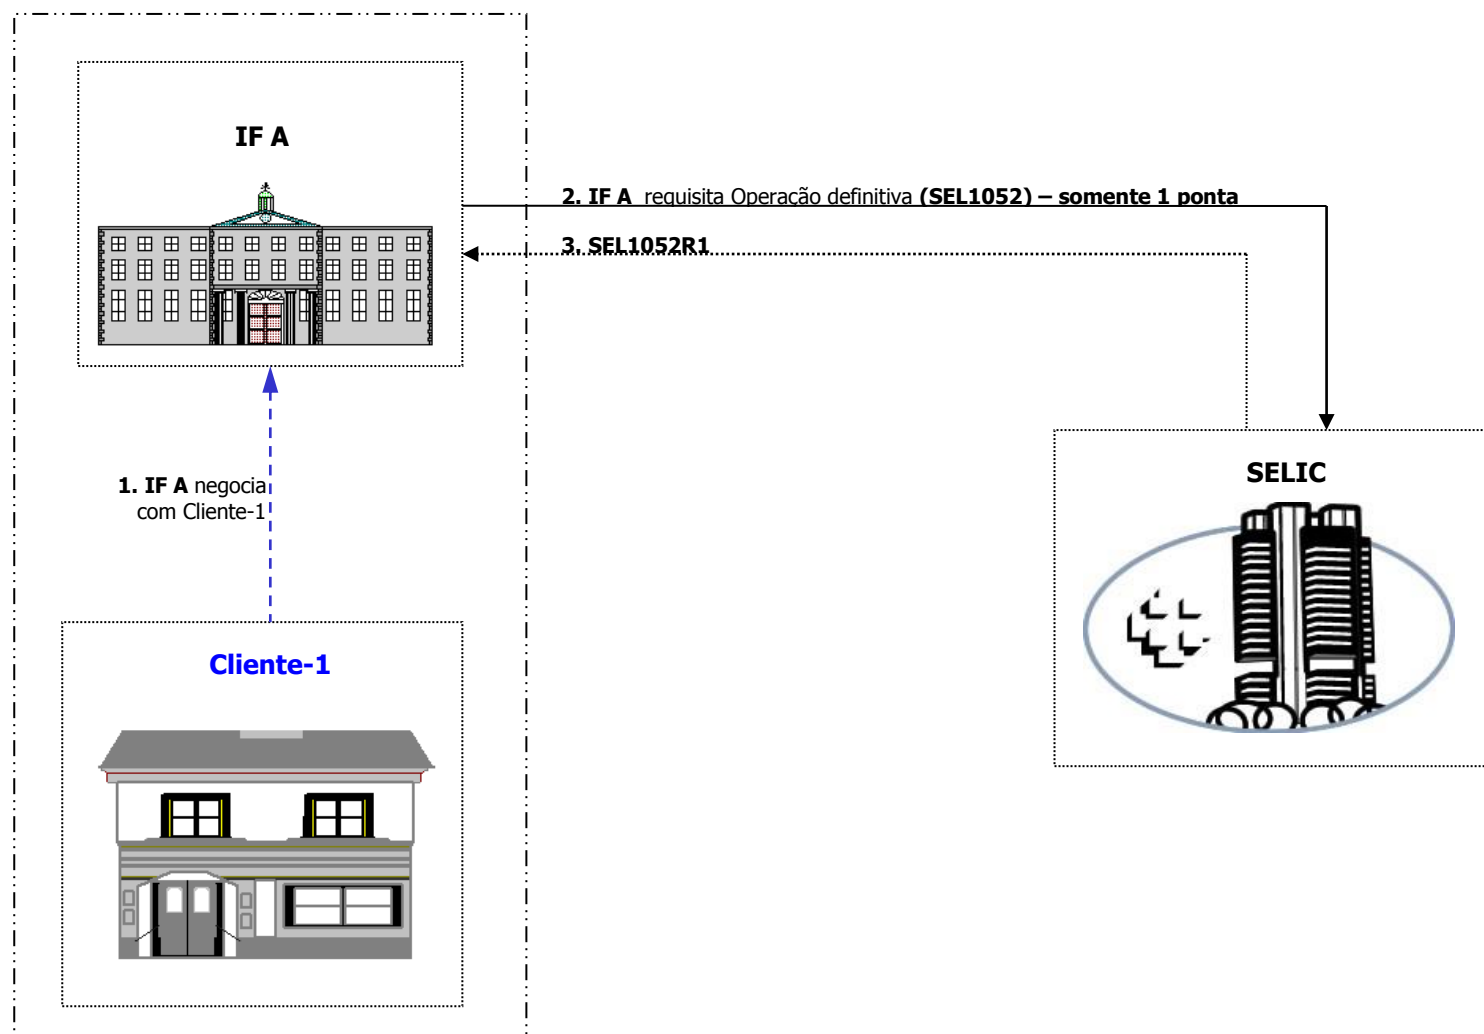 IF A
2. IF A requisita Operação definitiva (SEL1052) – somente 1 ponta
3. SEL1052R1
SELIC
1. IF A negocia
com Cliente-1
Cliente-1